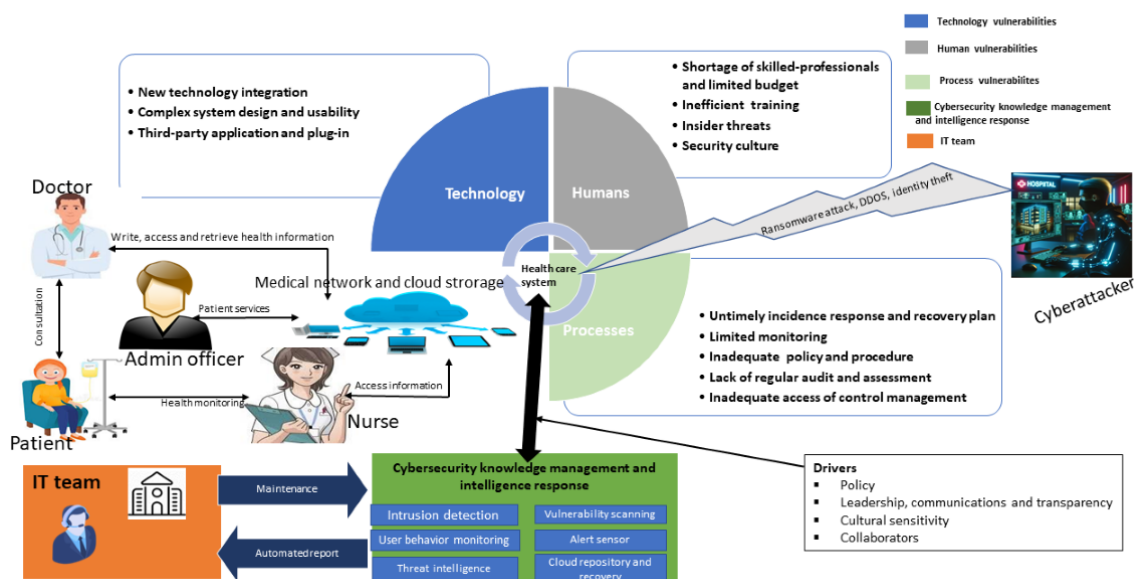 Technology vulnerabilities
Human vulnerabilities
Process vulnerabilites
Cybersecurity knowledge management
and intelligence response
IT team
• New technology integration
• Complex system design and usability
• Third-party application and plug-in
• Shortage of skilled-professionals
and limited budget
• Inefficient training
• Insider threats
• Security culture
Technology
Humans
Ransomware attack, DDOS, identity theft
HOSPITAL
Cyberattacker
Doctor
Write, access and retrieve health information
Health care
system
Medical network and cloud strorage
Processes
Consultation
Patient services
Admin officer
Access information
Health monitoring
Nurse
Patient
• Untimely incidence response and recovery plan
• Limited monitoring
• Inadequate policy and procedure
• Lack of regular audit and assessment
• Inadequate access of control management
IT team
Maintenance
Automated report
Cybersecurity knowledge management and
intelligence response
Intrusion detection
Vulnerability scanning
User behavior monitoring
Alert sensor
Threat intelligence
Cloud repository and
recovery
Drivers
▪ Policy
▪ Leadership, communications and transparency
▪ Cultural sensitivity
▪ Collaborators